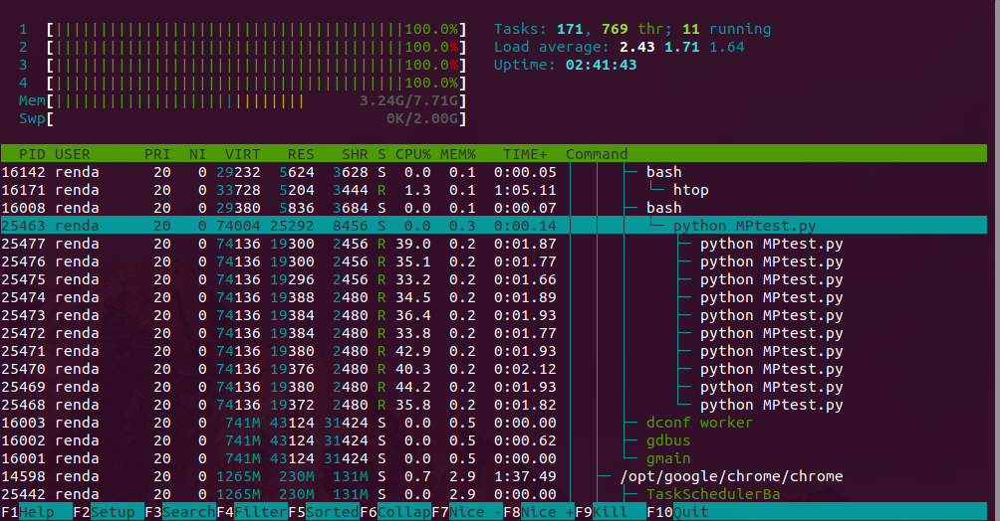 1 [||||||||||||||||||||||||||||||||||||||||100.0%] Tasks: 171, 769 thr; 11 running
2 [||||||||||||||||||||||||||||||||||||||||100.0%] Load average: 2.43 1.71 1.64
3 [||||||||||||||||||||||||||||||||||||||||100.0%] Uptime: 02:41:43
4 [||||||||||||||||||||||||||||||||||||||||100.0%]
Mem[||||||||||||||||||||||||||||| 3.24G/7.71G]
Swp[ 0K/2.00G]
PID USER PRI NI VIRT RES SHR S CPU% MEM% TIME+ Command
16142 renda 20 0 29232 5624 3628 S 0.0 0.1 0:00.05 │ │ ├─ bash
16171 renda 20 0 33728 5204 3444 R 1.3 0.1 1:05.11 │ │ │ └─ htop
16008 renda 20 0 29380 5836 3684 S 0.0 0.1 0:00.07 │ │ ├─ bash
25463 renda 20 0 74004 25292 8456 S 0.0 0.3 0:00.14 │ │ │ └─ python MPtest.py
25477 renda 20 0 74136 19300 2456 R 39.0 0.2 0:01.87 │ │ │ ├─ python MPtest.py
25476 renda 20 0 74136 19300 2456 R 35.1 0.2 0:01.77 │ │ │ ├─ python MPtest.py
25475 renda 20 0 74136 19296 2456 R 33.2 0.2 0:01.66 │ │ │ ├─ python MPtest.py
25474 renda 20 0 74136 19388 2480 R 34.5 0.2 0:01.89 │ │ │ ├─ python MPtest.py
25473 renda 20 0 74136 19384 2480 R 36.4 0.2 0:01.93 │ │ │ ├─ python MPtest.py
25472 renda 20 0 74136 19384 2480 R 33.8 0.2 0:01.77 │ │ │ ├─ python MPtest.py
25471 renda 20 0 74136 19380 2480 R 42.9 0.2 0:01.93 │ │ │ ├─ python MPtest.py
25470 renda 20 0 74136 19376 2480 R 40.3 0.2 0:02.12 │ │ │ ├─ python MPtest.py
25469 renda 20 0 74136 19380 2480 R 44.2 0.2 0:01.93 │ │ │ ├─ python MPtest.py
25468 renda 20 0 74136 19372 2480 R 35.8 0.2 0:01.82 │ │ │ └─ python MPtest.py
16003 renda 20 0 741M 43124 31424 S 0.0 0.5 0:00.00 │ │ ├─ dconf worker
16002 renda 20 0 741M 43124 31424 S 0.0 0.5 0:00.62 │ │ ├─ gdbus
16001 renda 20 0 741M 43124 31424 S 0.0 0.5 0:00.00 │ │ └─ gmain
14598 renda 20 0 1265M 230M 131M S 0.7 2.9 1:37.49 │ ├─ /opt/google/chrome/chrome
25442 renda 20 0 1265M 230M 131M S 0.0 2.9 0:00.00 │ │ ├─ TaskSchedulerBa
F1Help F2Setup F3SearchF4FilterF5SortedF6CollapF7Nice -F8Nice +F9Kill F10Quit